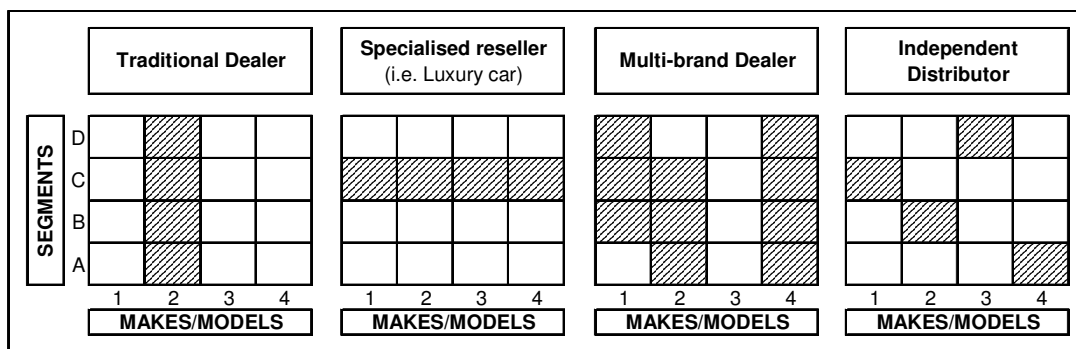 Traditional Dealer
Specialised reseller
(i.e. Luxury car)
Multi-brand Dealer
Independent
Distributor
SEGMENTS
D
C
B
A
1 2 3 4
1 2 3 4
1 2 3 4
1 2 3 4
MAKES/MODELS
MAKES/MODELS
MAKES/MODELS
MAKES/MODELS